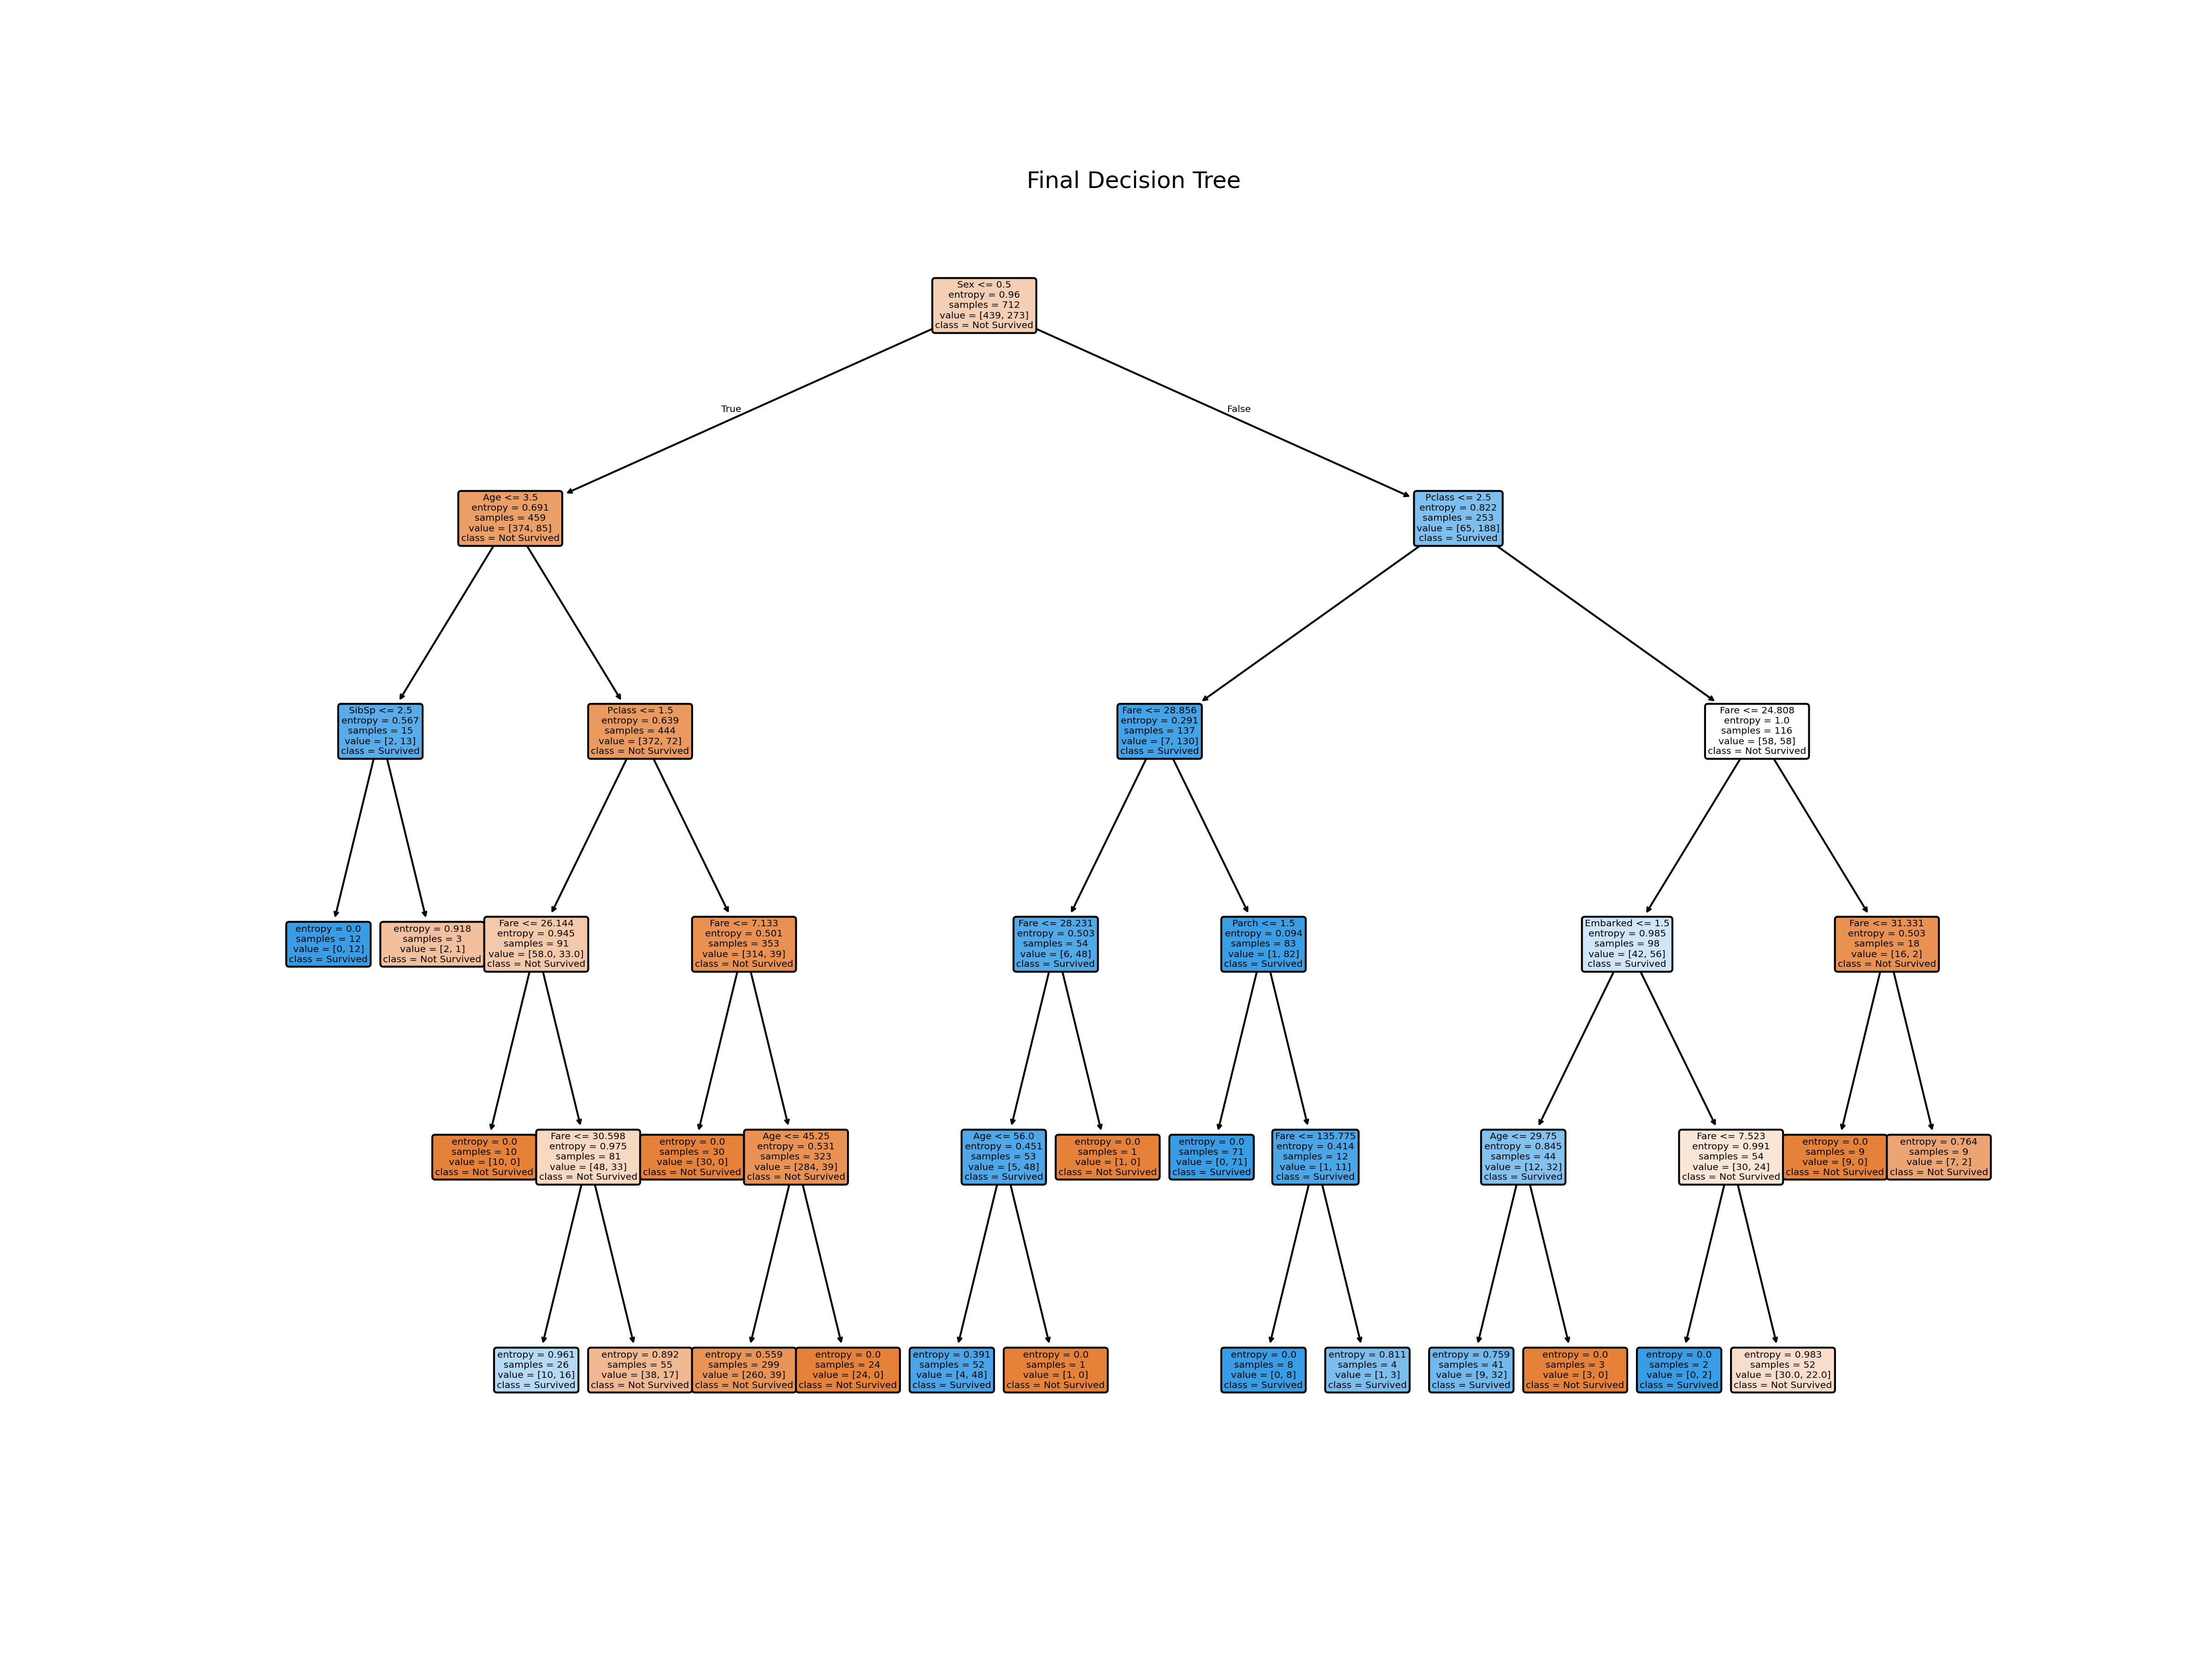 Final Decision Tree
Sex <= 0.5
entropy = 0.96
samples = 712
value = [439, 273]
class = Not Survived
True
False
Age <= 3.5
entropy = 0.691
samples = 459
value = [374, 85]
class = Not Survived
Pclass <= 2.5
entropy = 0.822
samples = 253
value = [65, 188]
class = Survived
SibSp <= 2.5
entropy = 0.567
samples = 15
value = [2, 13]
class = Survived
Pclass <= 1.5
entropy = 0.639
samples = 444
value = [372, 72]
class = Not Survived
Fare <= 28.856
entropy = 0.291
samples = 137
value = [7, 130]
class = Survived
Fare <= 24.808
entropy = 1.0
samples = 116
value = [58, 58]
class = Not Survived
entropy = 0.0
samples = 12
value = [0, 12]
class = Survived
entropy = 0.918
samples = 3
value = [2, 1]
class = Not Survived
Fare <= 26.144
entropy = 0.945
samples = 91
value = [58.0, 33.0]
class = Not Survived
Fare <= 7.133
entropy = 0.501
samples = 353
value = [314, 39]
class = Not Survived
Fare <= 28.231
entropy = 0.503
samples = 54
value = [6, 48]
class = Survived
Parch <= 1.5
entropy = 0.094
samples = 83
value = [1, 82]
class = Survived
Embarked <= 1.5
entropy = 0.985
samples = 98
value = [42, 56]
class = Survived
Fare <= 31.331
entropy = 0.503
samples = 18
value = [16, 2]
class = Not Survived
entropy = 0.0
samples = 10
value = [10, 0]
class = Not Survived
Fare <= 30.598
entropy = 0.975
samples = 81
value = [48, 33]
class = Not Survived
entropy = 0.0
samples = 30
value = [30, 0]
class = Not Survived
Age <= 45.25
entropy = 0.531
samples = 323
value = [284, 39]
class = Not Survived
Age <= 56.0
entropy = 0.451
samples = 53
value = [5, 48]
class = Survived
entropy = 0.0
samples = 1
value = [1, 0]
class = Not Survived
entropy = 0.0
samples = 71
value = [0, 71]
class = Survived
Fare <= 135.775
entropy = 0.414
samples = 12
value = [1, 11]
class = Survived
Age <= 29.75
entropy = 0.845
samples = 44
value = [12, 32]
class = Survived
Fare <= 7.523
entropy = 0.991
samples = 54
value = [30, 24]
class = Not Survived
entropy = 0.0
samples = 9
value = [9, 0]
class = Not Survived
entropy = 0.764
samples = 9
value = [7, 2]
class = Not Survived
entropy = 0.961
samples = 26
value = [10, 16]
class = Survived
entropy = 0.892
samples = 55
value = [38, 17]
class = Not Survived
entropy = 0.559
samples = 299
value = [260, 39]
class = Not Survived
entropy = 0.0
samples = 24
value = [24, 0]
class = Not Survived
entropy = 0.391
samples = 52
value = [4, 48]
class = Survived
entropy = 0.0
samples = 1
value = [1, 0]
class = Not Survived
entropy = 0.0
samples = 8
value = [0, 8]
class = Survived
entropy = 0.811
samples = 4
value = [1, 3]
class = Survived
entropy = 0.759
samples = 41
value = [9, 32]
class = Survived
entropy = 0.0
samples = 3
value = [3, 0]
class = Not Survived
entropy = 0.0
samples = 2
value = [0, 2]
class = Survived
entropy = 0.983
samples = 52
value = [30.0, 22.0]
class = Not Survived